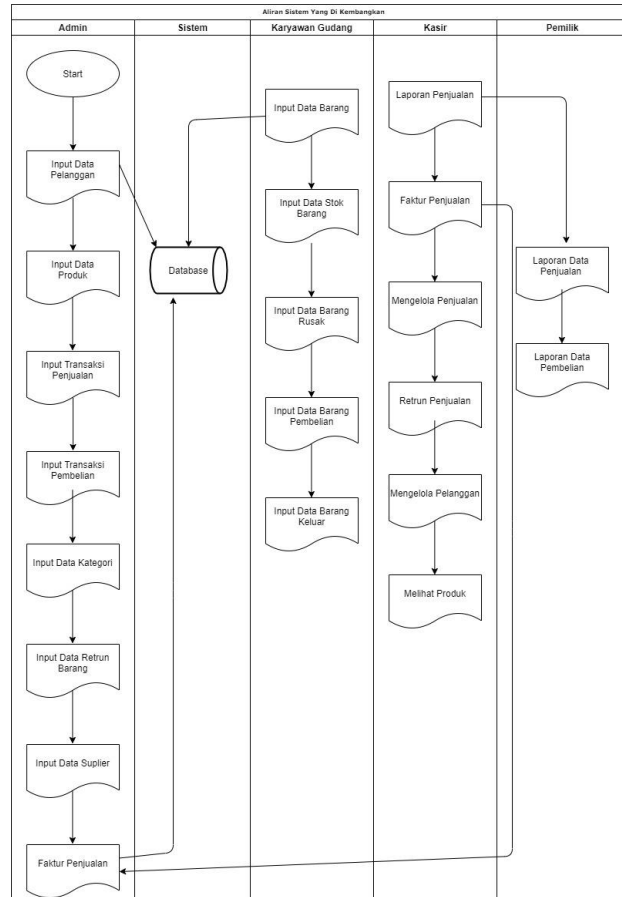 Aliran Sistem Yang Di Kembangkan
Admin
Sistem
Karyawan Gudang
Kasir
Pemilik
Start
Input Data
Pelanggan
Input Data
Produk
Input Transaksi
Penjualan
Input Transaksi
Pembelian
Input Data Kategori
Input Data Retrun
Barang
Input Data Suplier
Faktur Penjualan
Database
Input Data Barang
Input Data Stok
Barang
Input Data Barang
Rusak
Input Data Barang
Pembelian
Input Data Barang
Keluar
Laporan Penjualan
Faktur Penjualan
Mengelola Penjualan
Retrun Penjualan
Mengelola Pelanggan
Melihat Produk
Laporan Data
Penjualan
Laporan Data
Pembelian